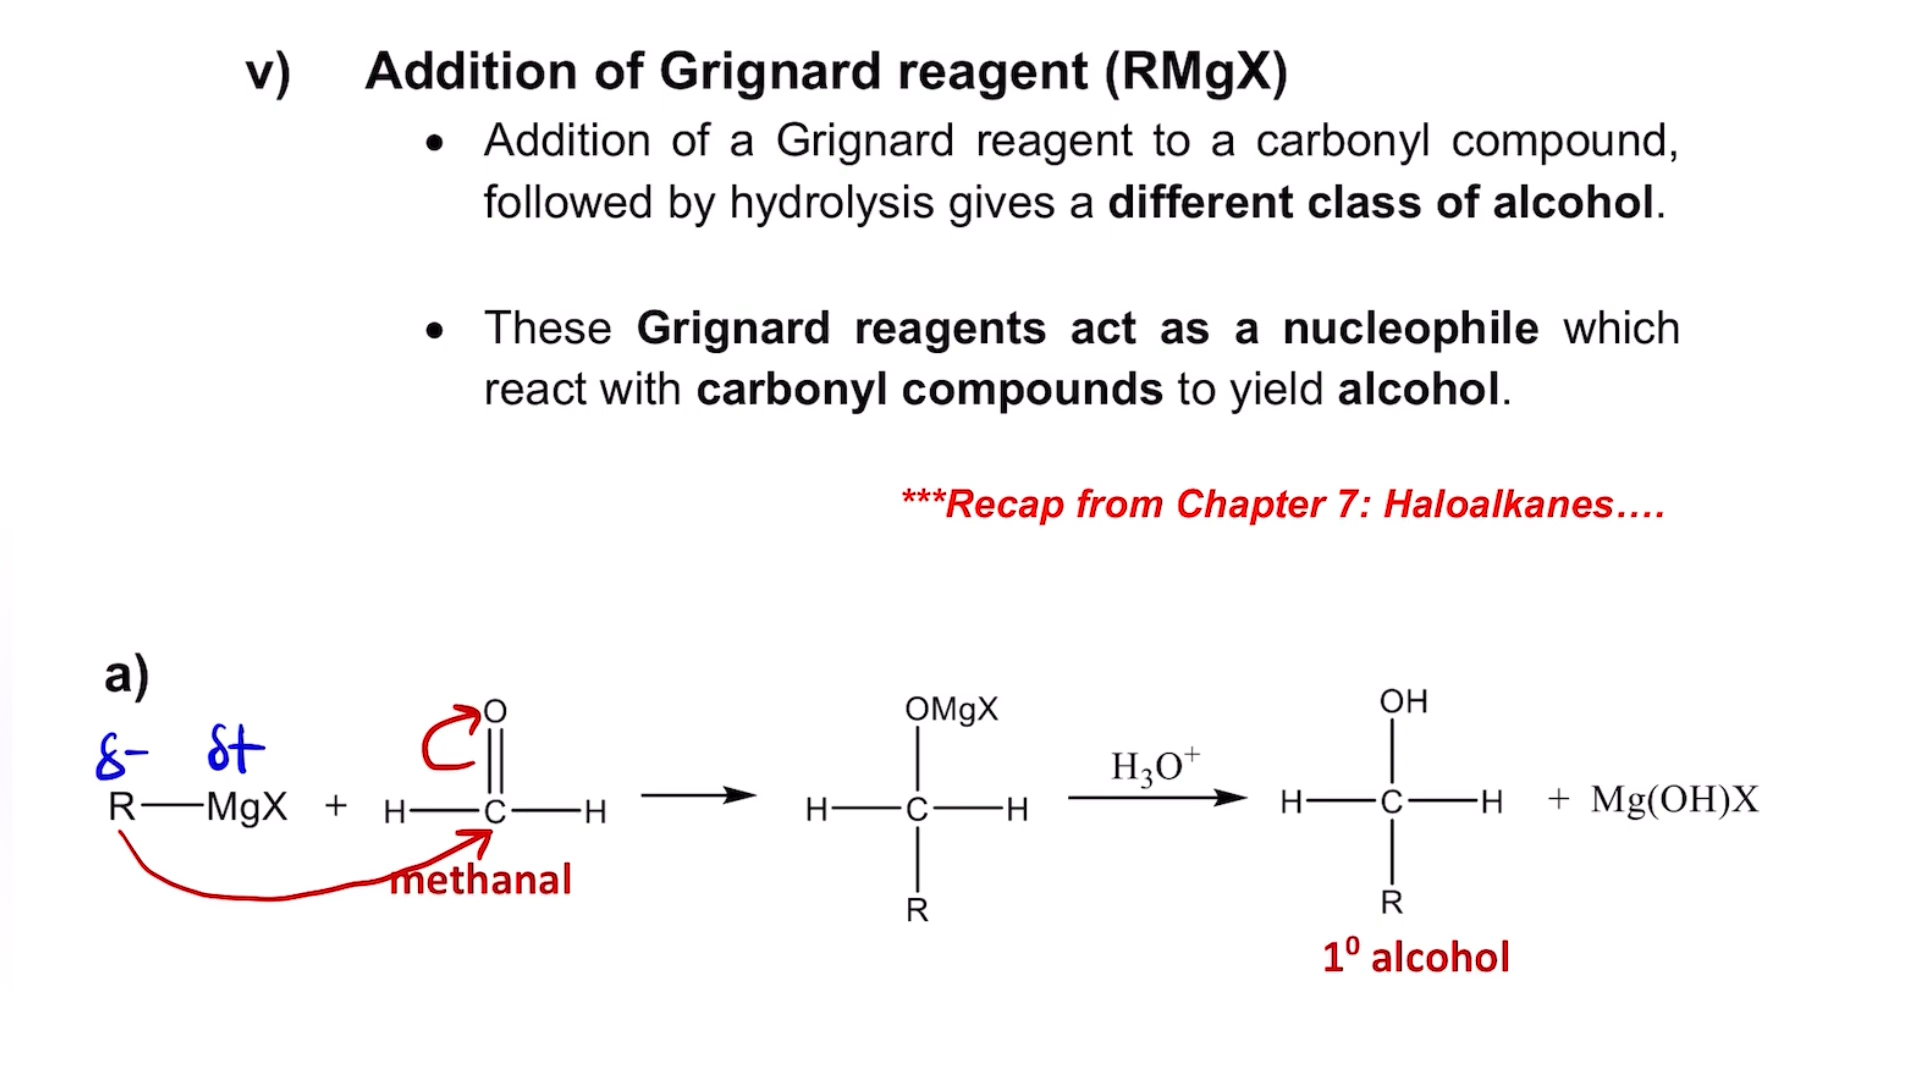 v) Addition of Grignard reagent (RMgX)
• Addition of a Grignard reagent to a carbonyl compound,
followed by hydrolysis gives a different class of alcohol.
• These Grignard reagents act as a nucleophile which
react with carbonyl compounds to yield alcohol.
***Recap from Chapter 7: Haloalkanes....
a)
δ- δ+
O
OMgX
OH
H₃O⁺
R—MgX + H—C—H
H—C—H
H—C—H + Mg(OH)X
methanal
R
R
1⁰ alcohol